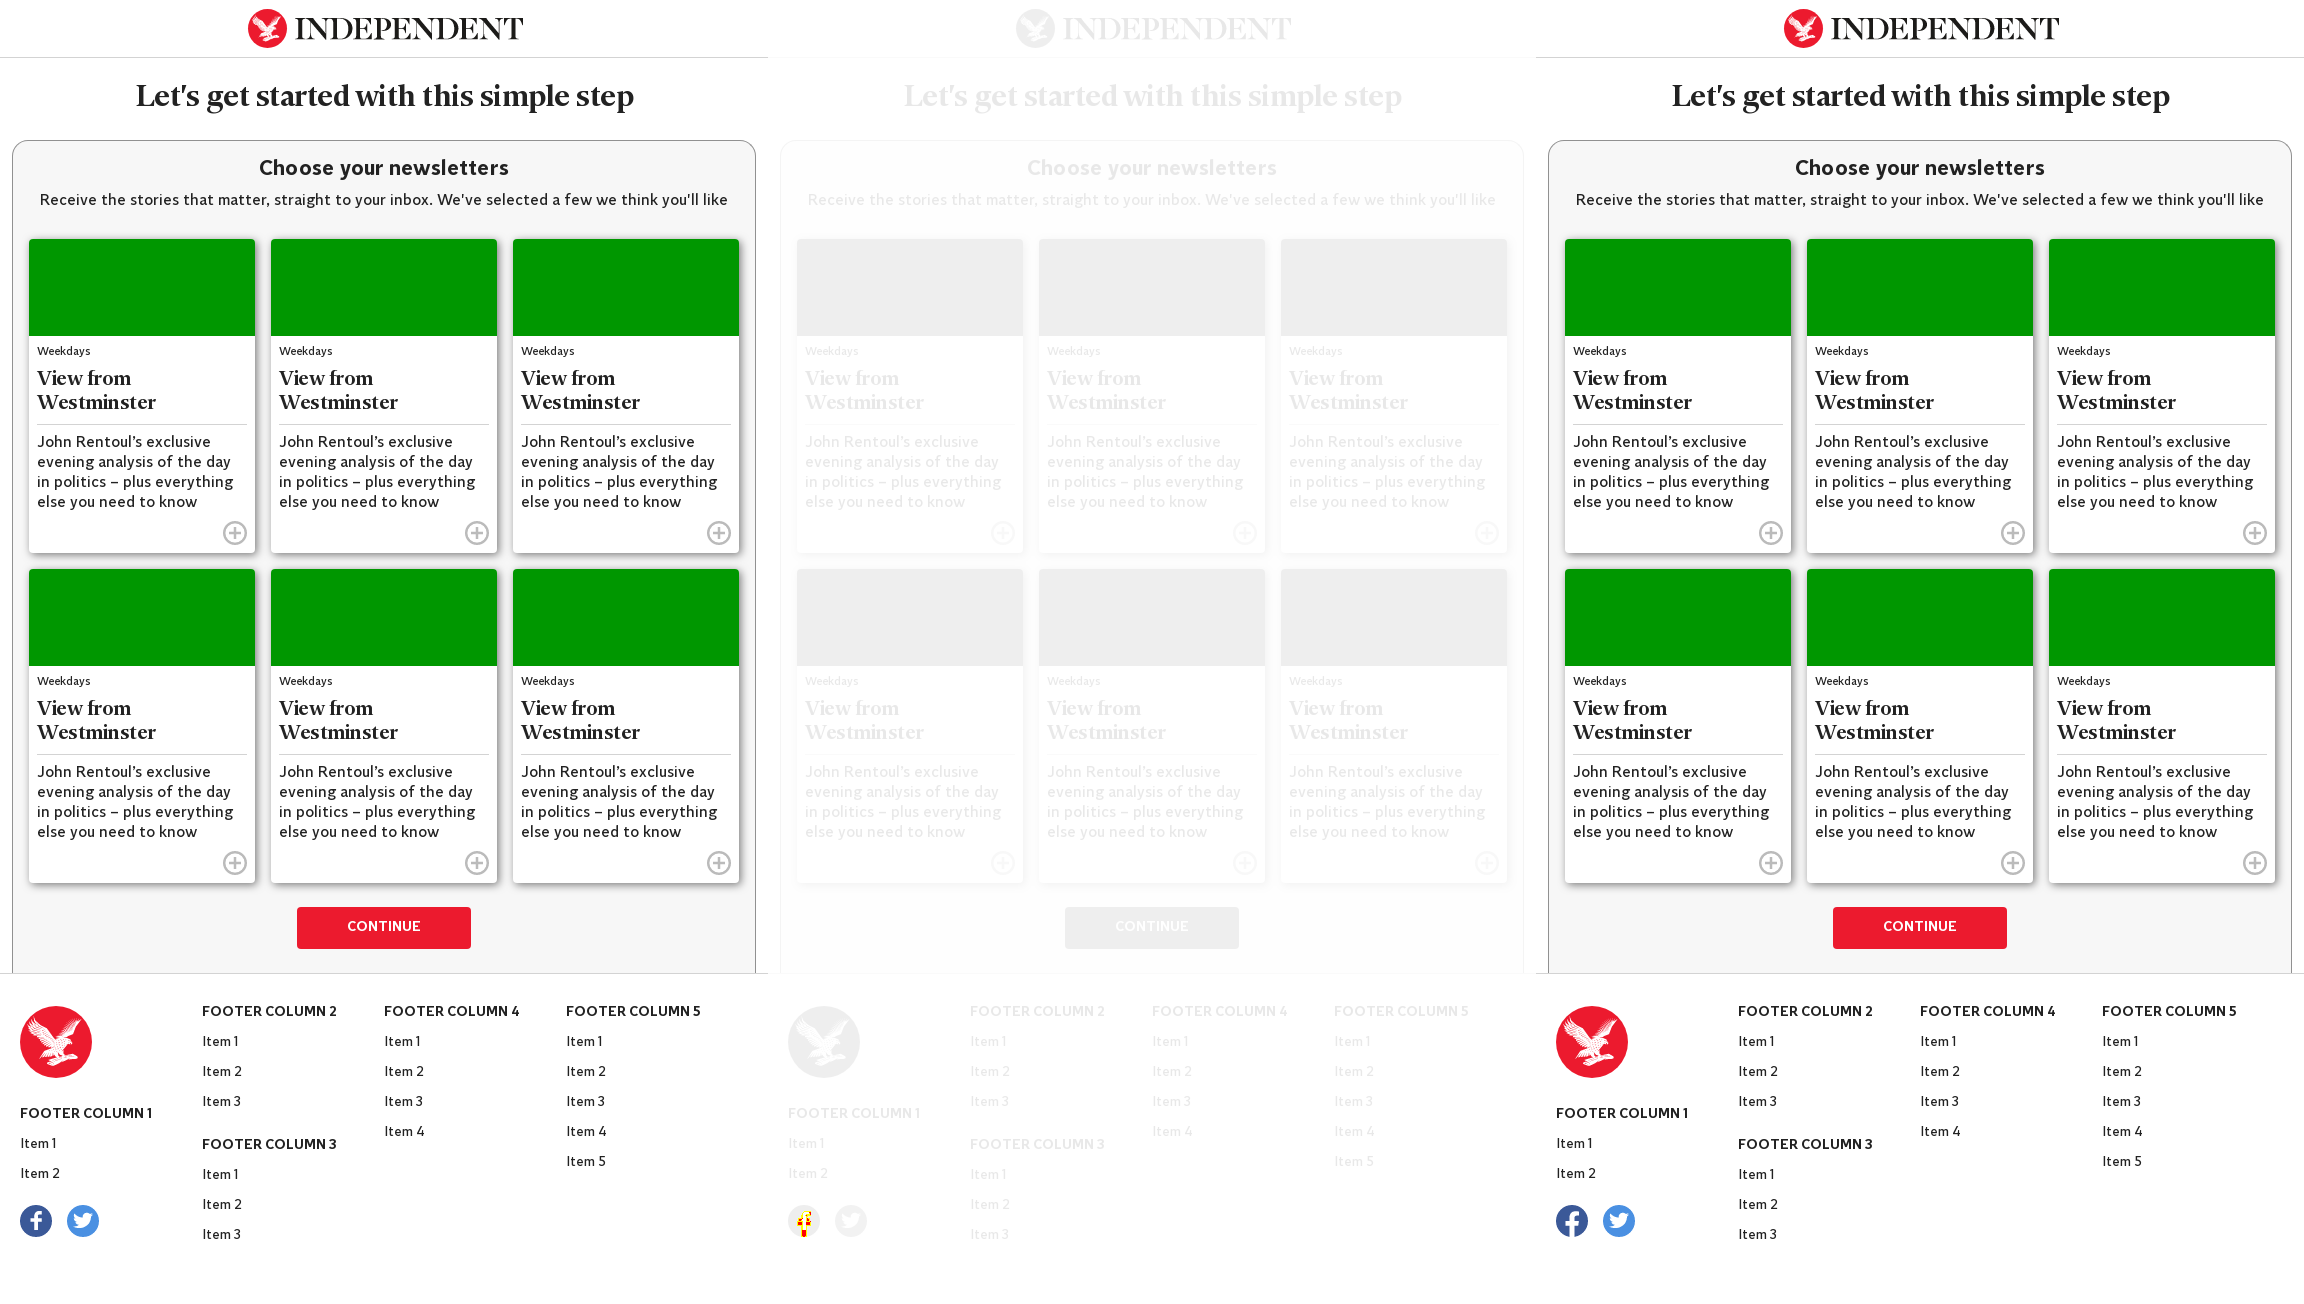 INDEPENDENT
Let's get started with this simple step
Choose your newsletters
Receive the stories that matter, straight to your inbox. We've selected a few we think you'll like
Weekdays
View from
Westminster
John Rentoul’s exclusive
evening analysis of the day
in politics – plus everything
else you need to know
Weekdays
View from
Westminster
John Rentoul’s exclusive
evening analysis of the day
in politics – plus everything
else you need to know
Weekdays
View from
Westminster
John Rentoul’s exclusive
evening analysis of the day
in politics – plus everything
else you need to know
Weekdays
View from
Westminster
John Rentoul’s exclusive
evening analysis of the day
in politics – plus everything
else you need to know
Weekdays
View from
Westminster
John Rentoul’s exclusive
evening analysis of the day
in politics – plus everything
else you need to know
Weekdays
View from
Westminster
John Rentoul’s exclusive
evening analysis of the day
in politics – plus everything
else you need to know
CONTINUE
FOOTER COLUMN 1
Item 1
Item 2
FOOTER COLUMN 2
Item 1
Item 2
Item 3
FOOTER COLUMN 3
Item 1
Item 2
Item 3
FOOTER COLUMN 4
Item 1
Item 2
Item 3
Item 4
FOOTER COLUMN 5
Item 1
Item 2
Item 3
Item 4
Item 5
INDEPENDENT
Let's get started with this simple step
Choose your newsletters
Receive the stories that matter, straight to your inbox. We've selected a few we think you'll like
Weekdays
View from
Westminster
John Rentoul’s exclusive
evening analysis of the day
in politics – plus everything
else you need to know
Weekdays
View from
Westminster
John Rentoul’s exclusive
evening analysis of the day
in politics – plus everything
else you need to know
Weekdays
View from
Westminster
John Rentoul’s exclusive
evening analysis of the day
in politics – plus everything
else you need to know
Weekdays
View from
Westminster
John Rentoul’s exclusive
evening analysis of the day
in politics – plus everything
else you need to know
Weekdays
View from
Westminster
John Rentoul’s exclusive
evening analysis of the day
in politics – plus everything
else you need to know
Weekdays
View from
Westminster
John Rentoul’s exclusive
evening analysis of the day
in politics – plus everything
else you need to know
CONTINUE
FOOTER COLUMN 1
Item 1
Item 2
FOOTER COLUMN 2
Item 1
Item 2
Item 3
FOOTER COLUMN 3
Item 1
Item 2
Item 3
FOOTER COLUMN 4
Item 1
Item 2
Item 3
Item 4
FOOTER COLUMN 5
Item 1
Item 2
Item 3
Item 4
Item 5
INDEPENDENT
Let's get started with this simple step
Choose your newsletters
Receive the stories that matter, straight to your inbox. We've selected a few we think you'll like
Weekdays
View from
Westminster
John Rentoul’s exclusive
evening analysis of the day
in politics – plus everything
else you need to know
Weekdays
View from
Westminster
John Rentoul’s exclusive
evening analysis of the day
in politics – plus everything
else you need to know
Weekdays
View from
Westminster
John Rentoul’s exclusive
evening analysis of the day
in politics – plus everything
else you need to know
Weekdays
View from
Westminster
John Rentoul’s exclusive
evening analysis of the day
in politics – plus everything
else you need to know
Weekdays
View from
Westminster
John Rentoul’s exclusive
evening analysis of the day
in politics – plus everything
else you need to know
Weekdays
View from
Westminster
John Rentoul’s exclusive
evening analysis of the day
in politics – plus everything
else you need to know
CONTINUE
FOOTER COLUMN 1
Item 1
Item 2
FOOTER COLUMN 2
Item 1
Item 2
Item 3
FOOTER COLUMN 3
Item 1
Item 2
Item 3
FOOTER COLUMN 4
Item 1
Item 2
Item 3
Item 4
FOOTER COLUMN 5
Item 1
Item 2
Item 3
Item 4
Item 5